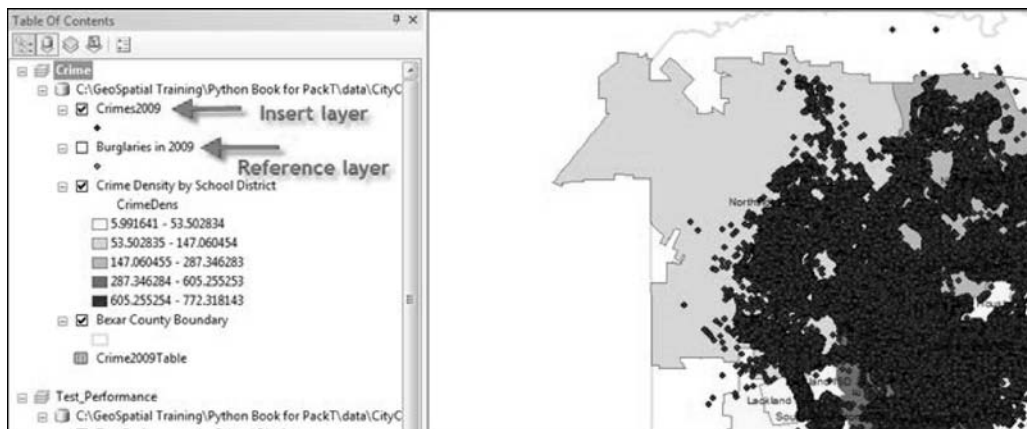 Table Of Contents
Crime
C:\GeoSpatial Training\Python Book for PackT\data\CityC
Crimes2009
Insert layer
Burglaries in 2009
Reference layer
Crime Density by School District
CrimeDens
5.991641 - 53.502834
53.502835 - 147.060454
147.060455 - 287.346283
287.346284 - 605.255253
605.255254 - 772.318143
Bexar County Boundary
Crime2009Table
Test_Performance
C:\GeoSpatial Training\Python Book for PackT\data\CityC
Lackland